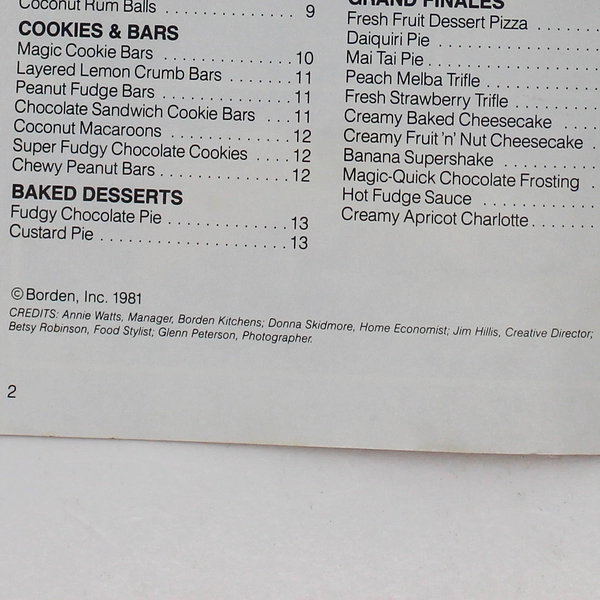 Coconut Rum Balls . . . . . . . . . . . . . . . 9
COOKIES & BARS
Magic Cookie Bars . . . . . . . . . . . . . . . 10
Layered Lemon Crumb Bars . . . . . . . 11
Peanut Fudge Bars . . . . . . . . . . . . . . . 11
Chocolate Sandwich Cookie Bars . . . 11
Coconut Macaroons . . . . . . . . . . . . . . 12
Super Fudgy Chocolate Cookies . . . . 12
Chewy Peanut Bars . . . . . . . . . . . . . . . 12
BAKED DESSERTS
Fudgy Chocolate Pie . . . . . . . . . . . . . 13
Custard Pie . . . . . . . . . . . . . . . . . . . . . 13
GRAND FINALES
Fresh Fruit Dessert Pizza . . . . . . .
Daiquiri Pie . . . . . . . . . . . . . . . . .
Mai Tai Pie . . . . . . . . . . . . . . . . . .
Peach Melba Trifle . . . . . . . . . . . .
Fresh Strawberry Trifle . . . . . . . . .
Creamy Baked Cheesecake . . . .
Creamy Fruit 'n' Nut Cheesecake .
Banana Supershake . . . . . . . . . .
Magic-Quick Chocolate Frosting .
Hot Fudge Sauce . . . . . . . . . . . .
Creamy Apricot Charlotte . . . . . . .
© Borden, Inc. 1981
CREDITS: Annie Watts, Manager, Borden Kitchens; Donna Skidmore, Home Economist; Jim Hillis, Creative Director;
Betsy Robinson, Food Stylist; Glenn Peterson, Photographer.
2